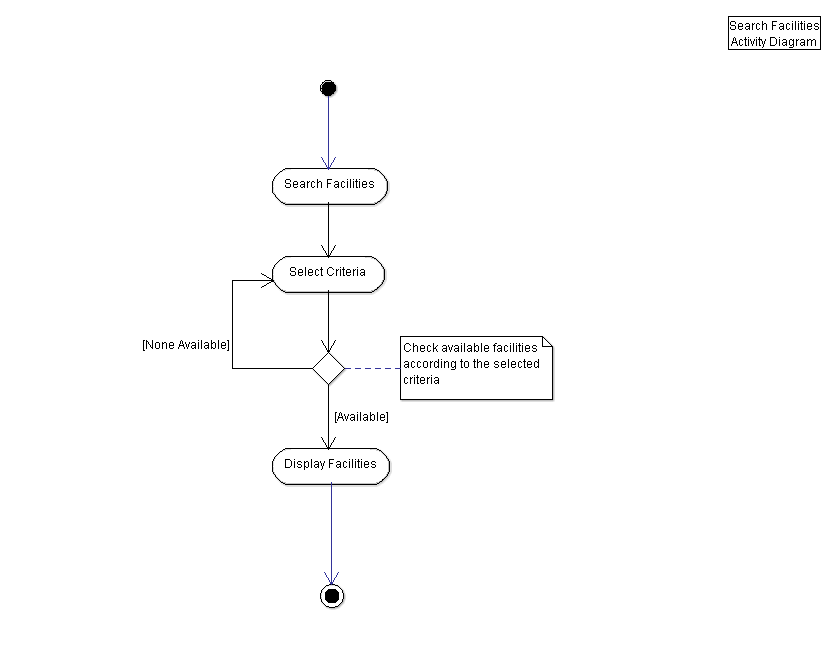 Search Facilities
Activity Diagram
Search Facilities
Select Criteria
[None Available]
Check available facilities
according to the selected
criteria
[Available]
Display Facilities